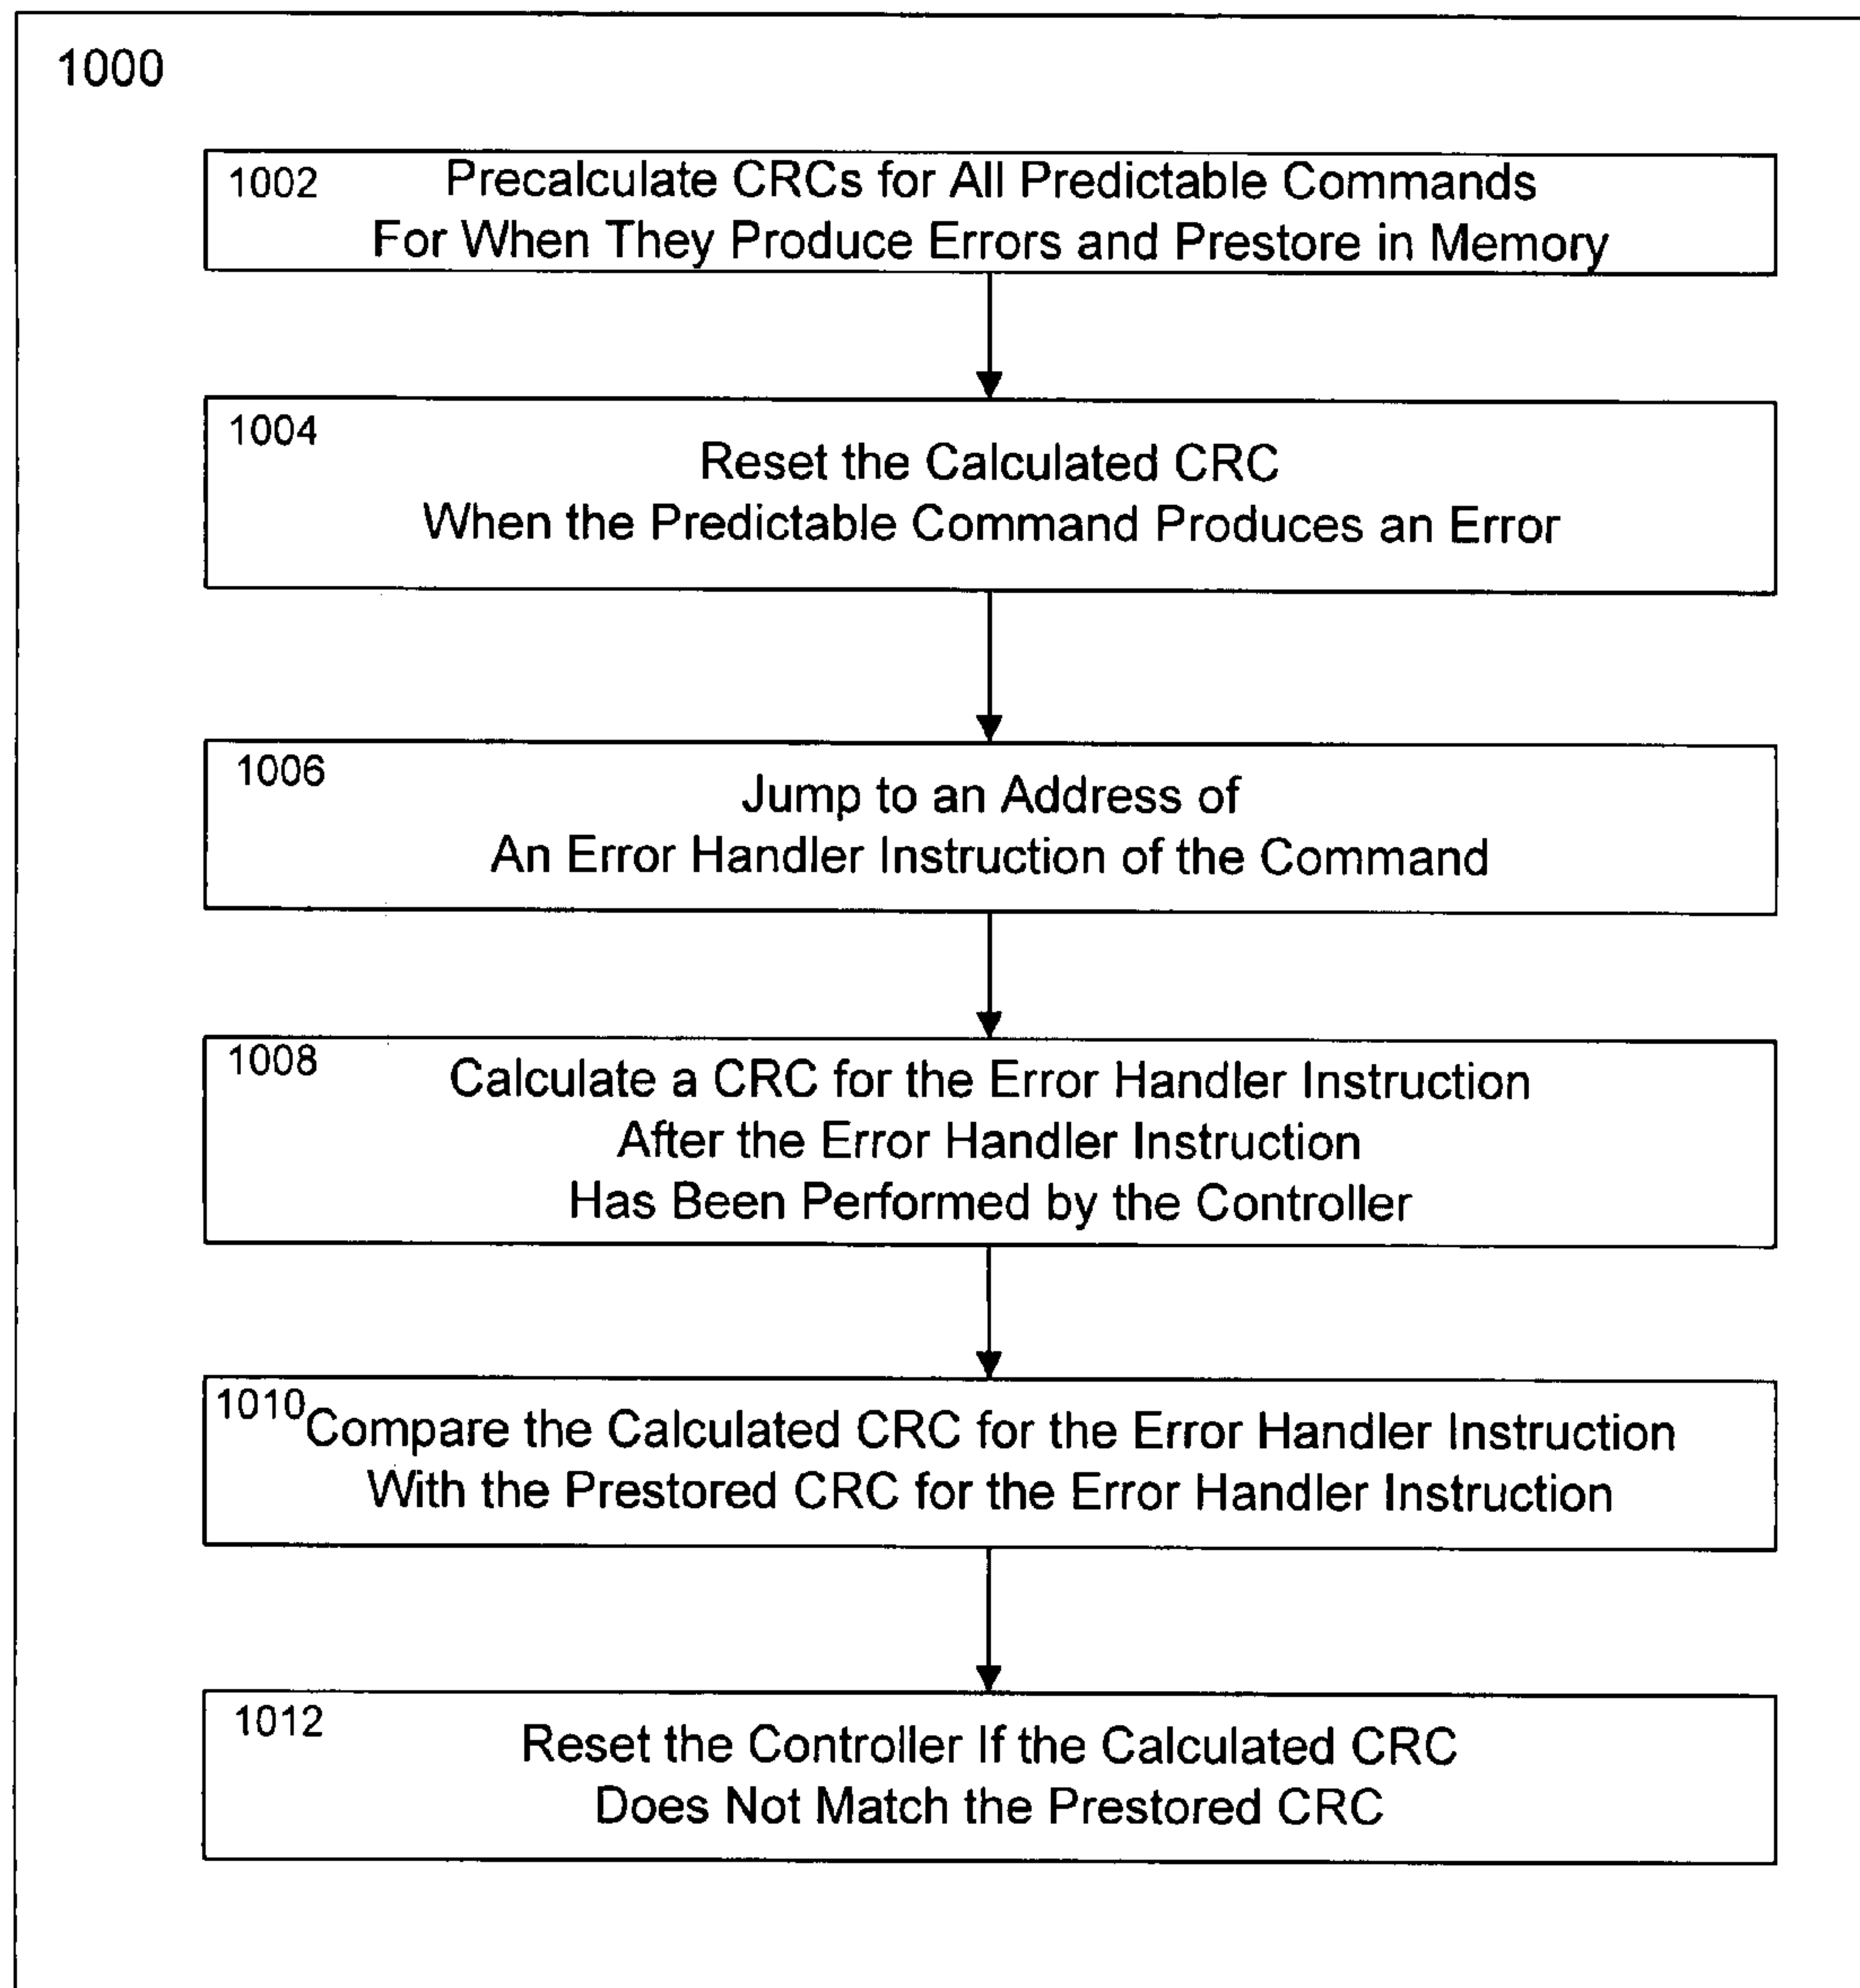 1000
1002 Precalculate CRCs for All Predictable Commands
For When They Produce Errors and Prestore in Memory
1004
Reset the Calculated CRC
When the Predictable Command Produces an Error
1006
Jump to an Address of
An Error Handler Instruction of the Command
1008
Calculate a CRC for the Error Handler Instruction
After the Error Handler Instruction
Has Been Performed by the Controller
1010
Compare the Calculated CRC for the Error Handler Instruction
With the Prestored CRC for the Error Handler Instruction
1012
Reset the Controller If the Calculated CRC
Does Not Match the Prestored CRC